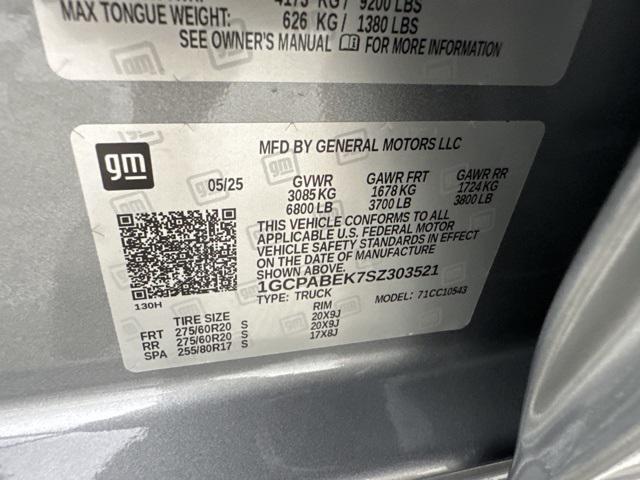 4173 KG / 9200 LBS
MAX TONGUE WEIGHT: 626 KG / 1380 LBS
SEE OWNER'S MANUAL FOR MORE INFORMATION
gm
MFD BY GENERAL MOTORS LLC
05/25 GVWR GAWR FRT GAWR RR
3085 KG 1678 KG 1724 KG
6800 LB 3700 LB 3800 LB
THIS VEHICLE CONFORMS TO ALL
APPLICABLE U.S. FEDERAL MOTOR
VEHICLE SAFETY STANDARDS IN EFFECT
ON THE DATE OF MANUFACTURE
SHOWN ABOVE.
1GCPABEK7SZ303521
130H TYPE: TRUCK MODEL: 71CC10543
TIRE SIZE RIM
FRT 275/60R20 S 20X9J
RR 275/60R20 S 20X9J
SPA 255/80R17 S 17X8J